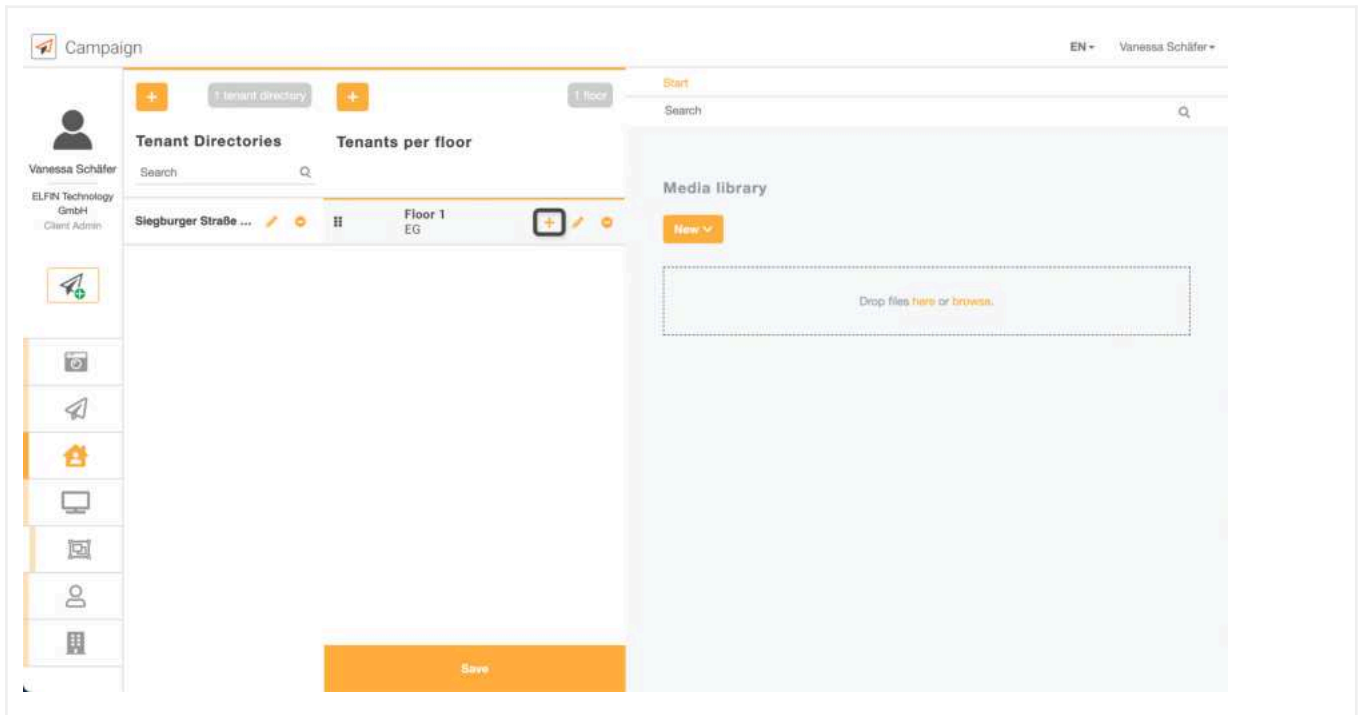 Campaign
EN
Vanessa Schäfer
Vanessa Schäfer
ELFIN Technology
GmbH
Client Admin
+
1 tenant directory
Tenant Directories
Search
Siegburger Straße ...
+
1 floor
Tenants per floor
Floor 1
EG
+
Save
Start
Search
Media library
New
Drop files here or browse.